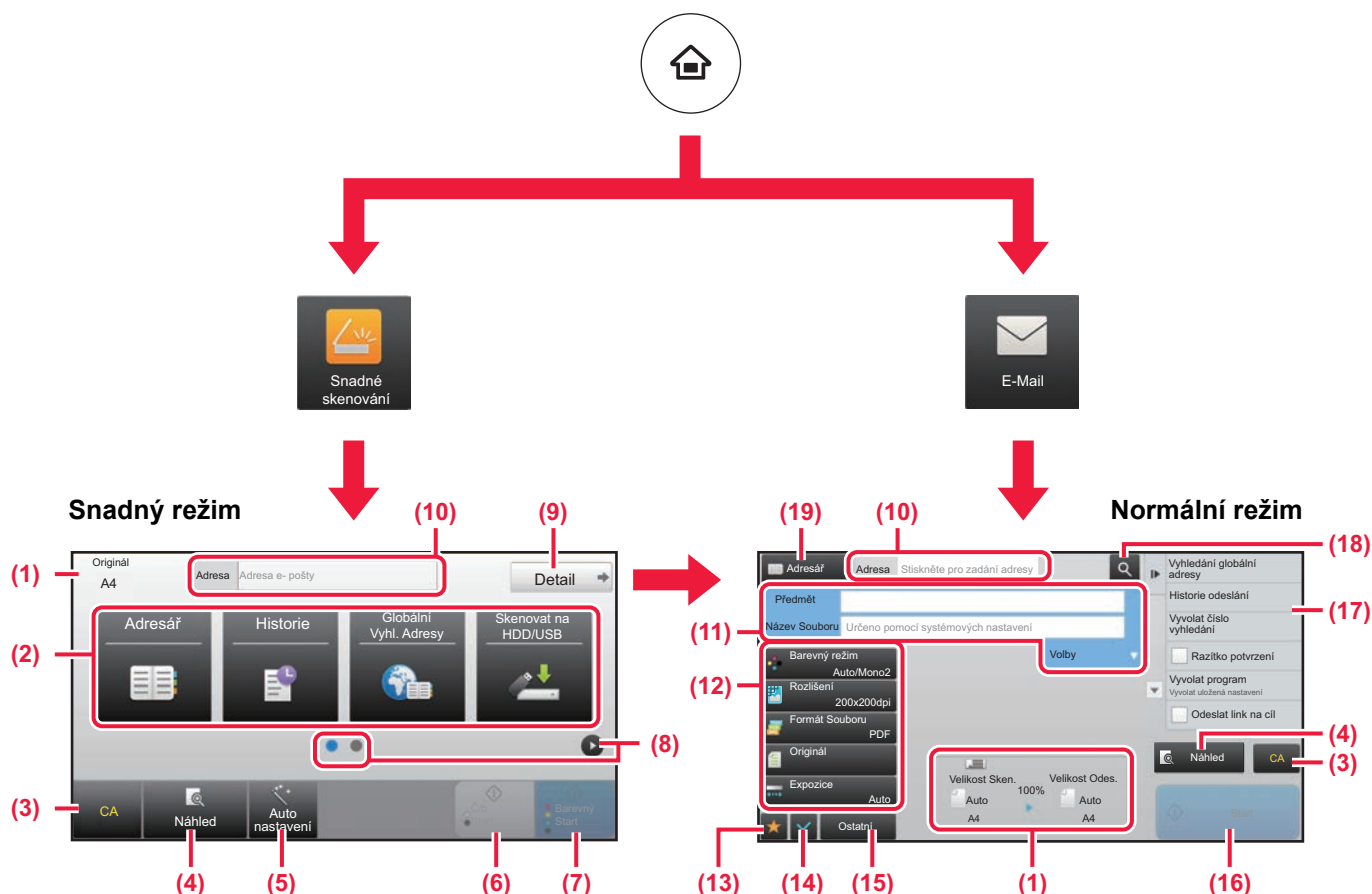 Snadné
skenování
E-Mail
Snadný režim
Normální režim
(10)
(9)
(19)
(10)
(18)
(1)
Originál
A4
Adresa
Adresa e- pošty
Detail
(2)
Adresář
Historie
Globální
Vyhl. Adresy
Skenovat na
HDD/USB
(8)
(3)
CA
Náhled
Auto
nastavení
Barevný
Start
(4)
(5)
(6)
(7)
Adresář
Adresa
Stiskněte pro zadání adresy
(11)
Předmět
Název Souboru
Určeno pomocí systémových nastavení
Volby
(12)
Barevný režim
Auto/Mono2
Rozlišení
200x200dpi
Formát Souboru
PDF
Originál
Expozice
Auto
Ostatní
Velikost Sken.
100%
Velikost Odes.
Auto
Auto
A4
A4
Vyhledání globální
adresy
Historie odeslání
(17)
Vyvolat číslo
vyhledání
Razítko potvrzení
Vyvolat program
Vyvolat uložená nastavení
Odeslat link na cíl
(4)
Náhled
CA
(3)
(13)
(14)
(15)
(1)
(16)